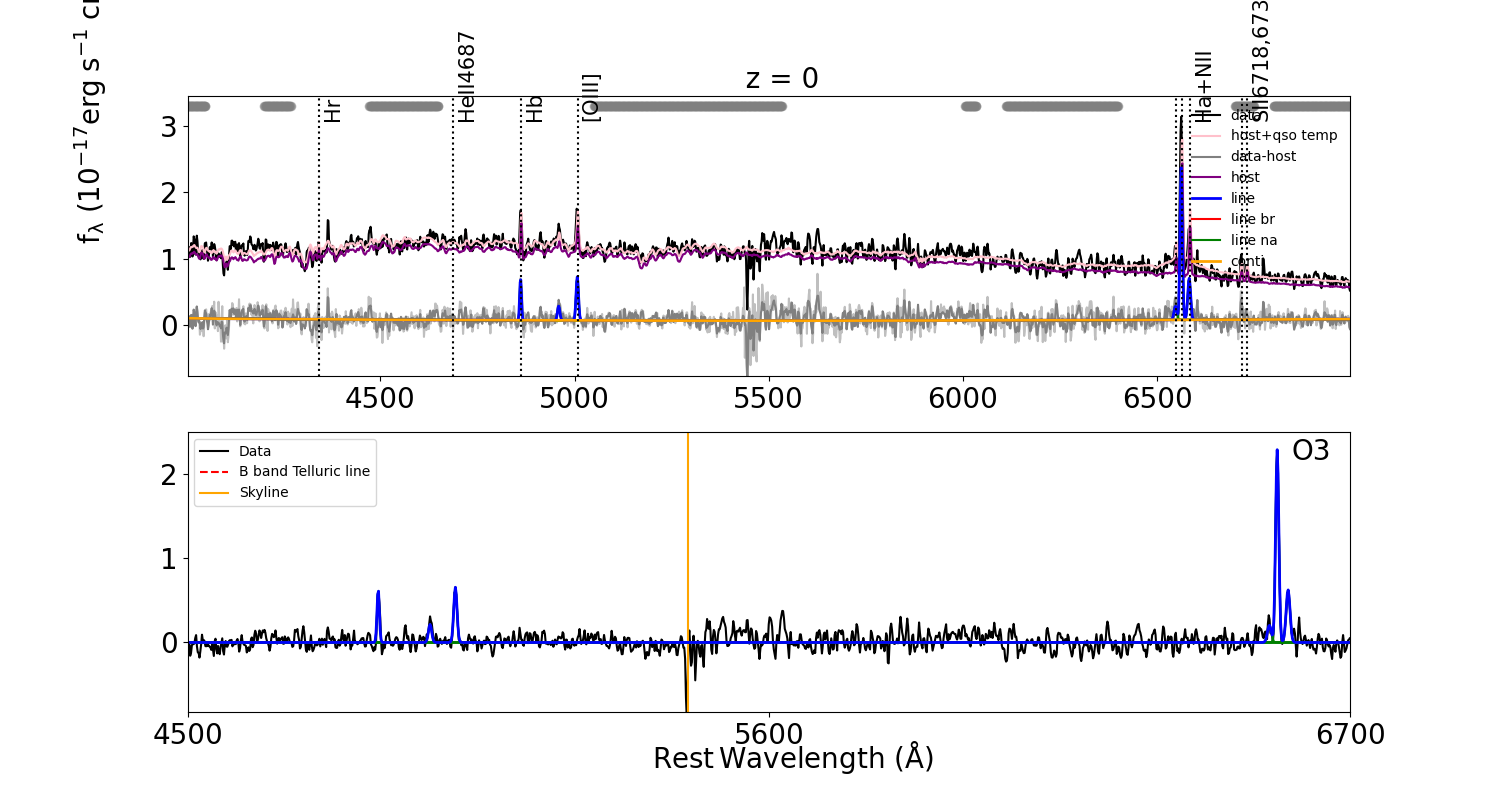 z = 0
f_λ (10^−17 erg s^−1
Hr
HeII4687
Hb
[OIII]
Ha+NII
SII6718,673
data
host+qso temp
data-host
host
line
line br
line na
conti
3
2
1
0
4500 5000 5500 6000 6500
O3
Data
B band Telluric line
Skyline
2
1
0
4500 5600 6700
Rest Wavelength (Å)